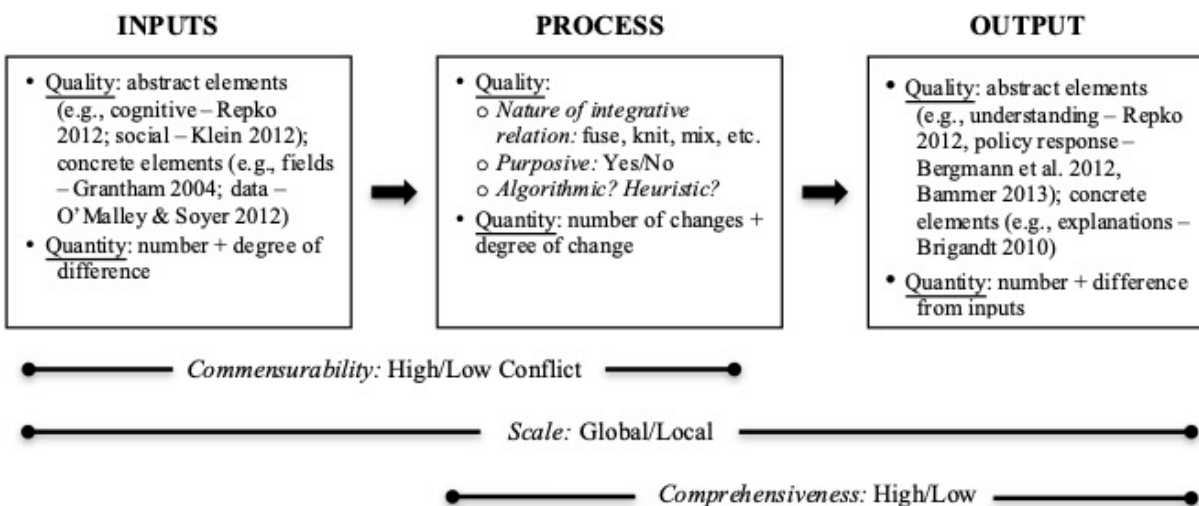 INPUTS
PROCESS
OUTPUT
• Quality: abstract elements
(e.g., cognitive – Repko
2012; social – Klein 2012);
concrete elements (e.g., fields
– Grantham 2004; data –
O’Malley & Soyer 2012)
• Quantity: number + degree of
difference
• Quality:
o Nature of integrative
relation: fuse, knit, mix, etc.
o Purposive: Yes/No
o Algorithmic? Heuristic?
• Quantity: number of changes +
degree of change
• Quality: abstract elements
(e.g., understanding – Repko
2012, policy response –
Bergmann et al. 2012,
Bammer 2013); concrete
elements (e.g., explanations –
Brigandt 2010)
• Quantity: number + difference
from inputs
Commensurability: High/Low Conflict
Scale: Global/Local
Comprehensiveness: High/Low